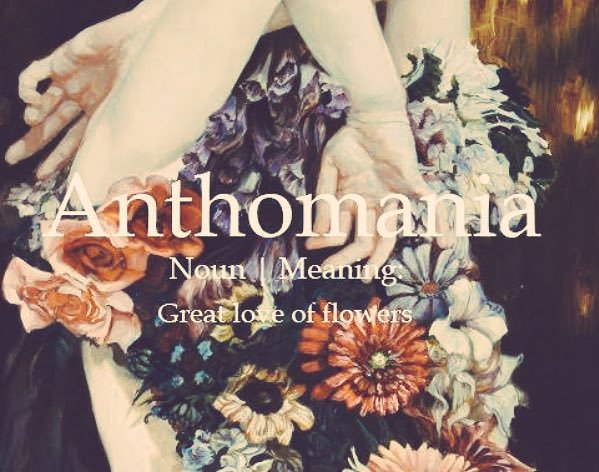 Anthomania
Noun | Meaning:
Great love of flowers